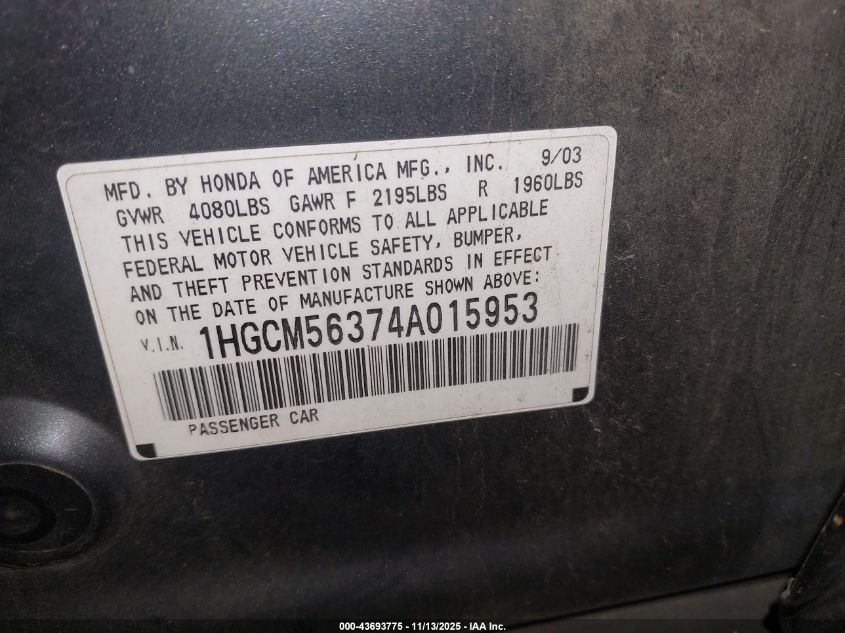 MFD. BY HONDA OF AMERICA MFG., INC. 9/03
GVWR 4080LBS GAWR F 2195LBS R 1960LBS
THIS VEHICLE CONFORMS TO ALL APPLICABLE
FEDERAL MOTOR VEHICLE SAFETY, BUMPER,
AND THEFT PREVENTION STANDARDS IN EFFECT
ON THE DATE OF MANUFACTURE SHOWN ABOVE:
V.I.N. 1HGCM56374A015953
PASSENGER CAR
000-43693775 - 11/13/2025 - IAA Inc.